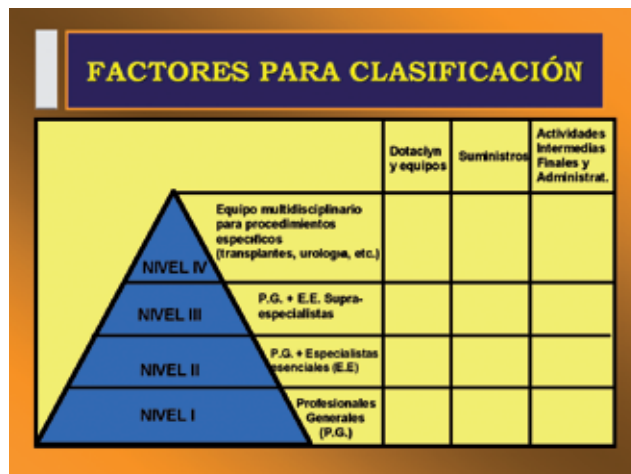 FACTORES PARA CLASIFICACIÓN
Dotaciyn
y equipos
Suministros
Actividades
Intermedias
Finales y
Administrat.
Equipo multidisciplinario
para procedimientos
especificos
(transplantes, urologia, etc.)
NIVEL IV
P.G. + E.E. Supra-
especialistas
NIVEL III
P.G. + Especialistas
esenciales (E.E)
NIVEL II
Profesionales
Generales
(P.G.)
NIVEL I